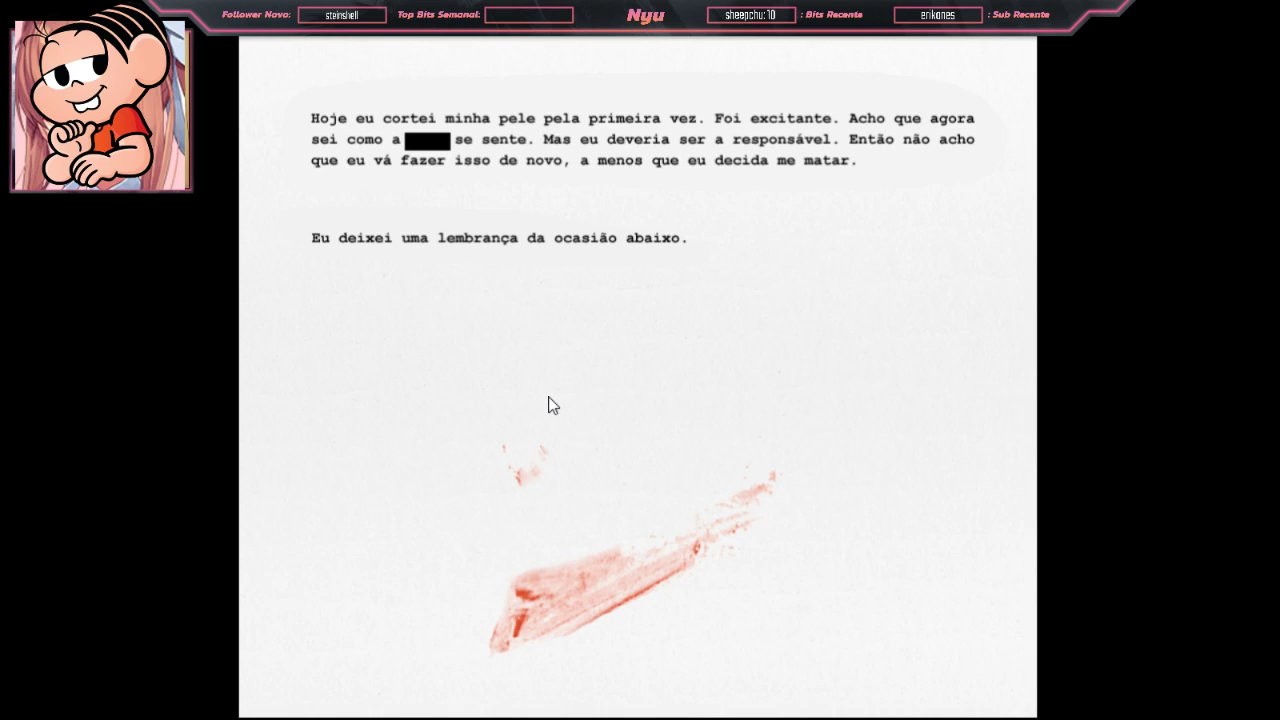 Follower Novo: steinshell Top Bits Semanal: Nyu sheepchu:10 : Bits Recente erikones : Sub Recente
Hoje eu cortei minha pele pela primeira vez. Foi excitante. Acho que agora
sei como a se sente. Mas eu deveria ser a responsável. Então não acho
que eu vá fazer isso de novo, a menos que eu decida me matar.
Eu deixei uma lembrança da ocasião abaixo.